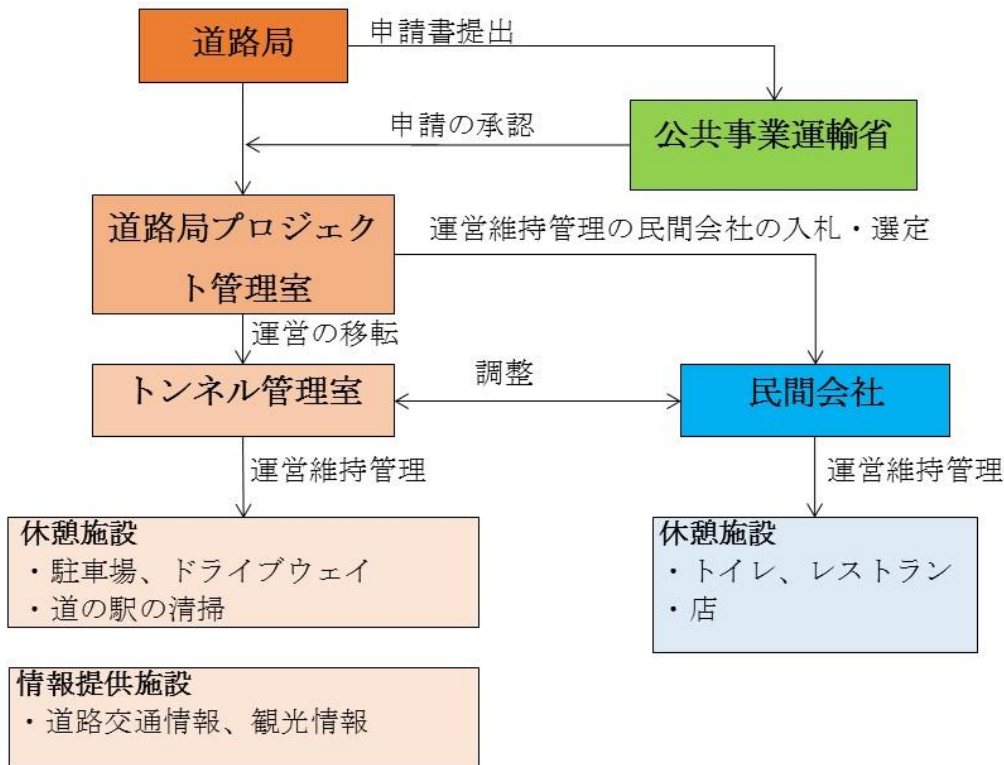 道路局
申請書提出
申請の承認
公共事業運輸省
道路局プロジェク
ト管理室
運営維持管理の民間会社の入札・選定
運営の移転
トンネル管理室
調整
民間会社
運営維持管理
運営維持管理
休憩施設
・駐車場、ドライブウェイ
・道の駅の清掃
休憩施設
・トイレ、レストラン
・店
情報提供施設
・道路交通情報、観光情報